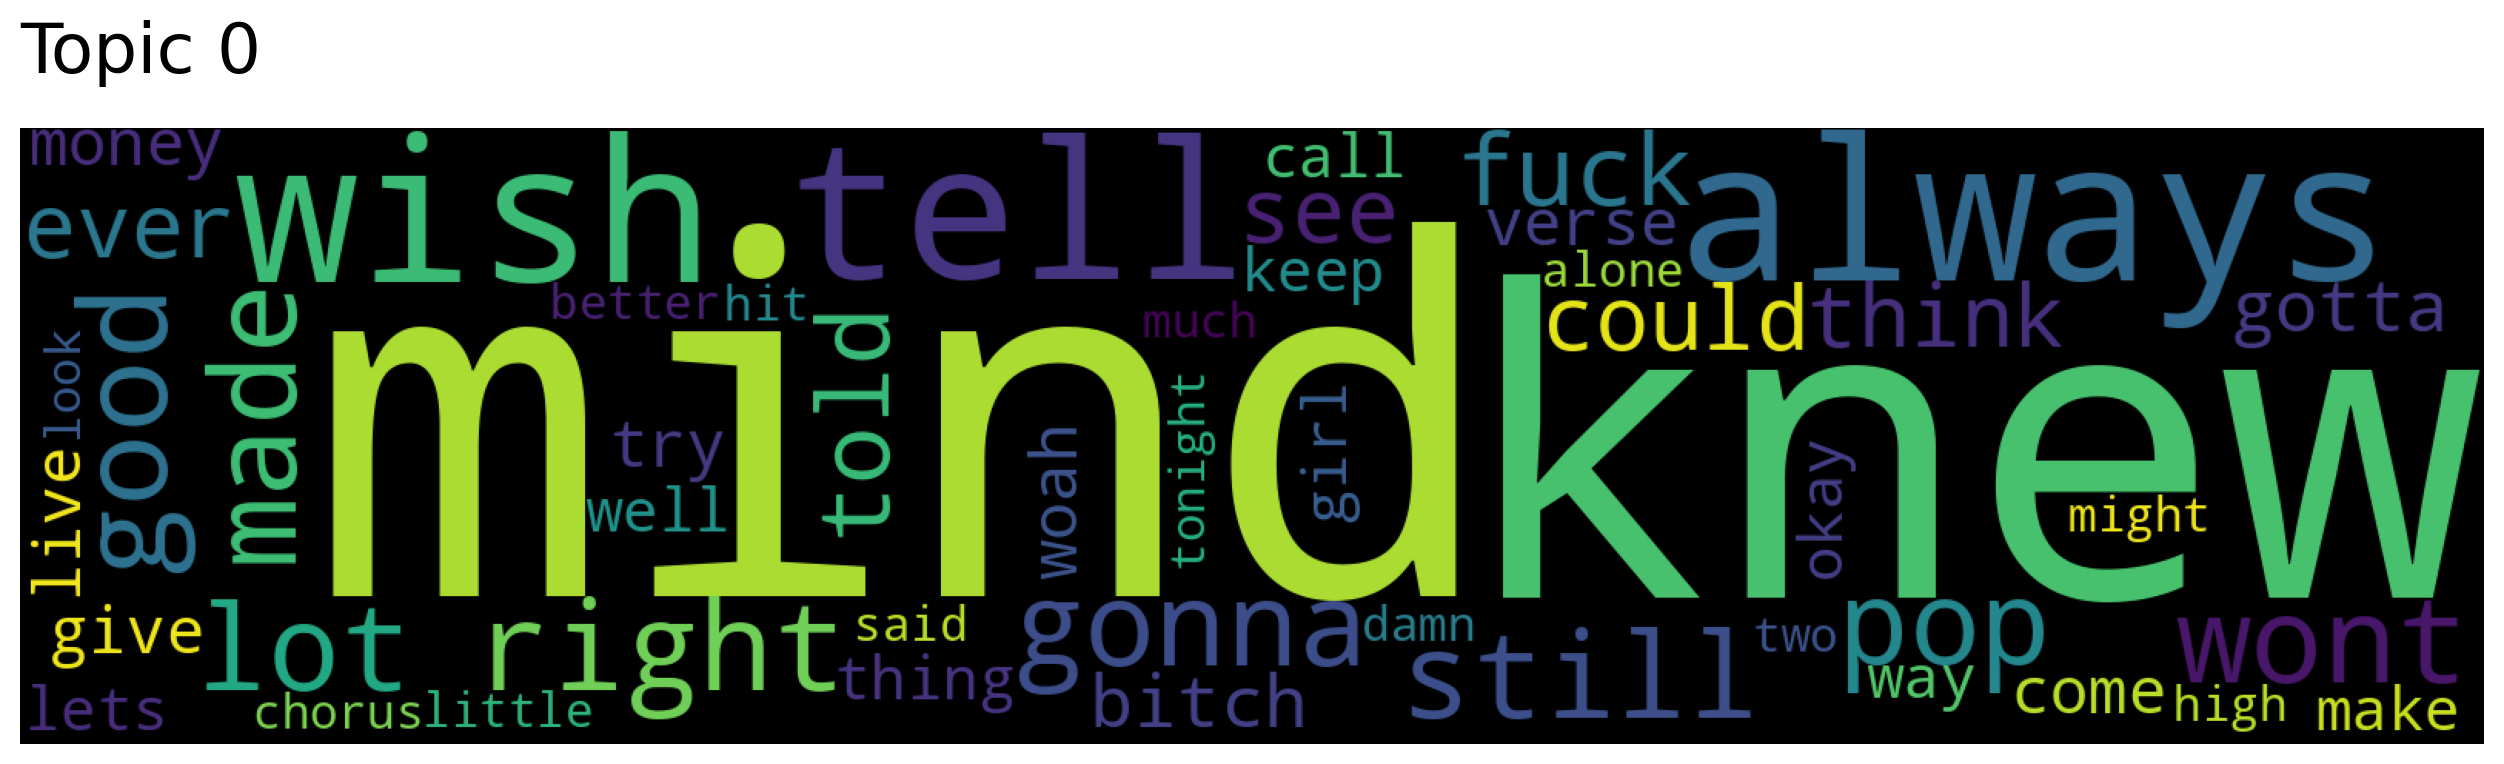 Topic 0
money
wish
tell
call
fuck
always
ever
see
verse
keep
alone
better
hit
much
could
think
gotta
good
made
mind
knew
told
look
live
try
well
woah
tonight
girl
okay
might
give
lot
right
said
gonna
damn
still
two
pop
wont
thing
bitch
way
come
high
make
lets
chorus
little